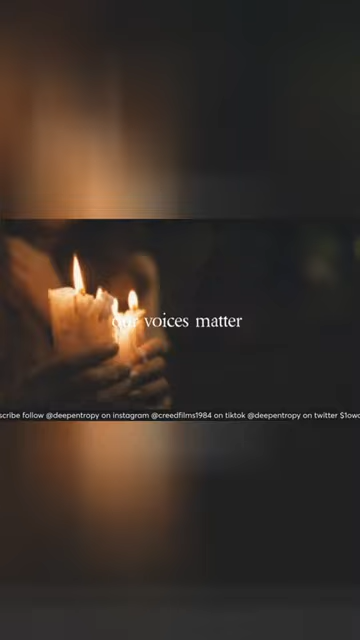 our voices matter
scribe follow @deepentropy on instagram @creedfilms1984 on tiktok @deepentropy on twitter